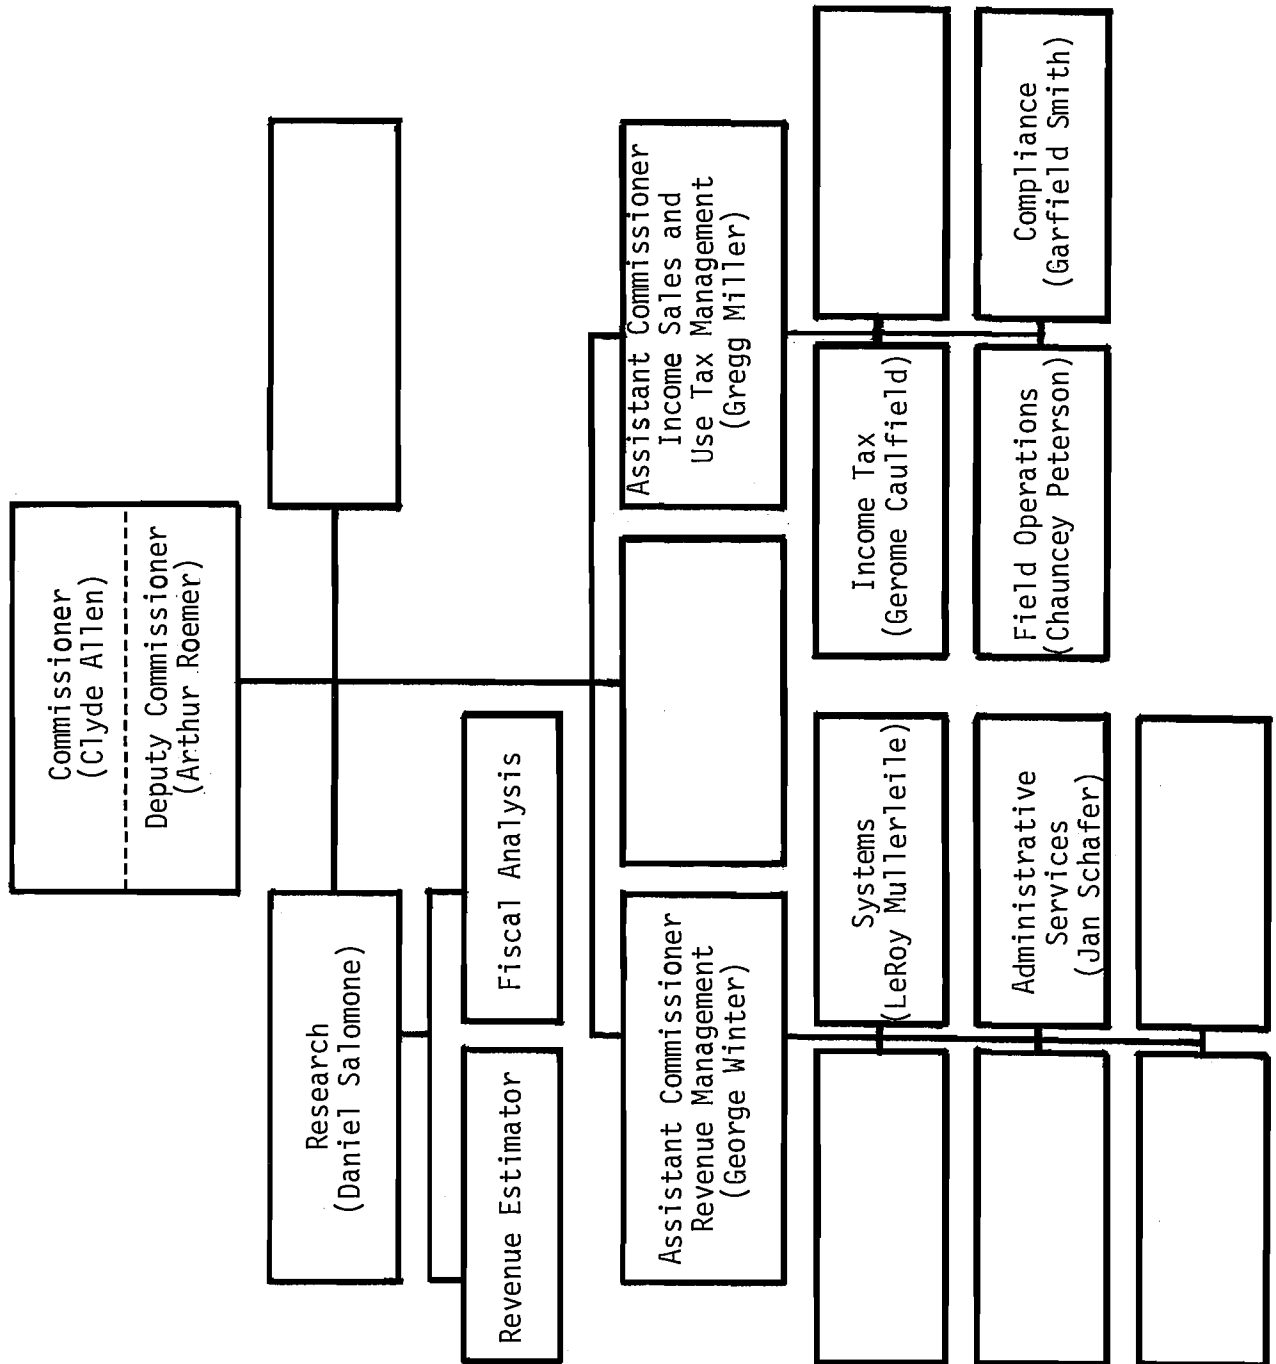 Commissioner
(Clyde Allen)
Deputy Commissioner
(Arthur Roemer)
Research
(Daniel Salomone)
Revenue Estimator
Fiscal Analysis
Assistant Commissioner
Revenue Management
(George Winter)
Assistant Commissioner
Income Sales and
Use Tax Management
(Gregg Miller)
Systems
(LeRoy Mullerleile)
Administrative
Services
(Jan Schafer)
Income Tax
(Gerome Caulfield)
Field Operations
(Chauncey Peterson)
Compliance
(Garfield Smith)